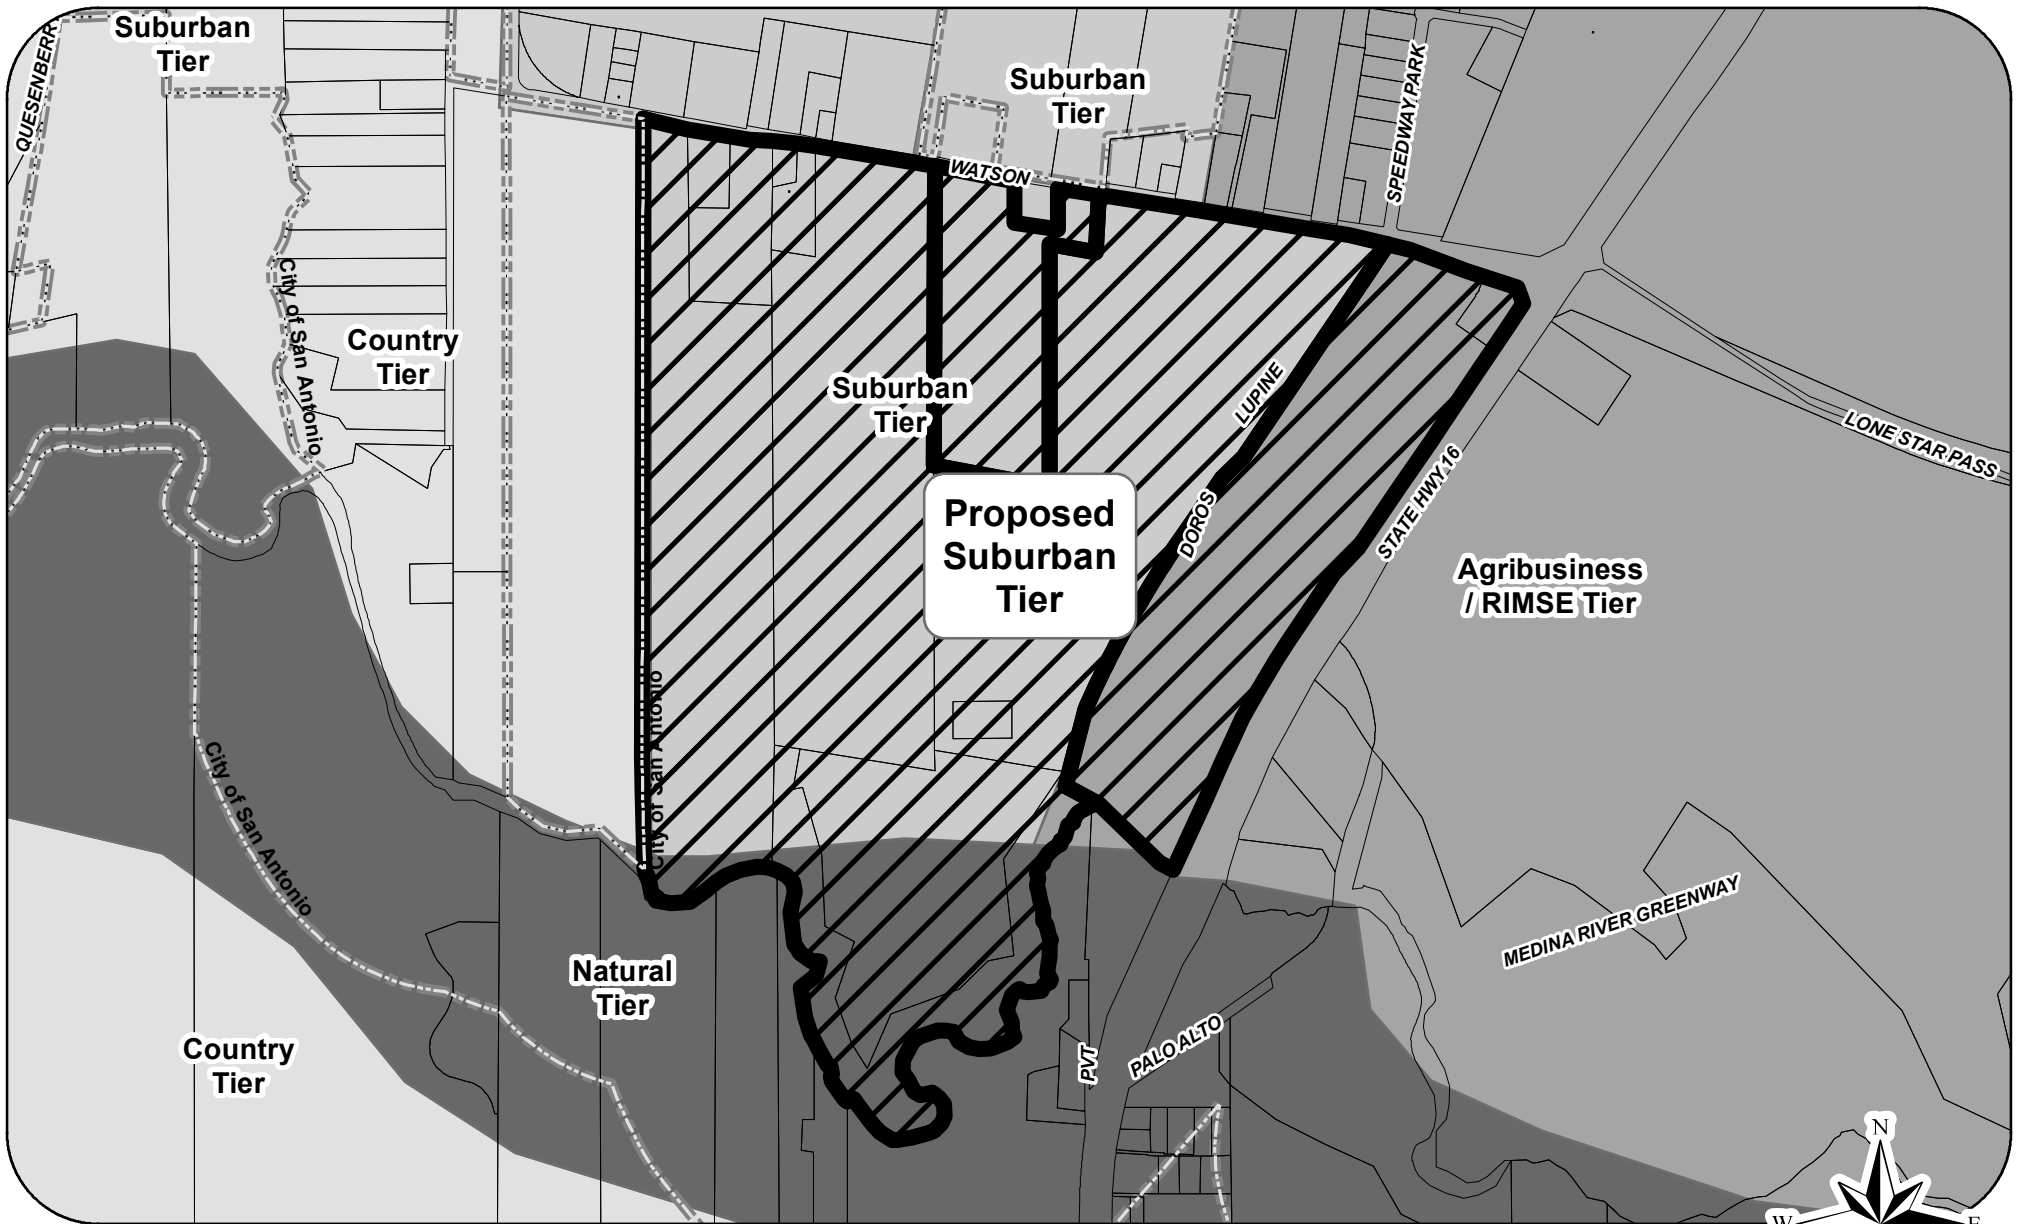 Suburban
Tier
QUESENBERR
Suburban
Tier
SPEEDWAY PARK
WATSON
City of San Antonio
Country
Tier
Suburban
Tier
LUPINE
LONE STAR PASS
STATE HWY 16
DOROS
Proposed
Suburban
Tier
Agribusiness
/ RIMSE Tier
City of San Antonio
City of San Antonio
MEDINA RIVER GREENWAY
Natural
Tier
Country
Tier
PVT
PALO ALTO
N
W
E